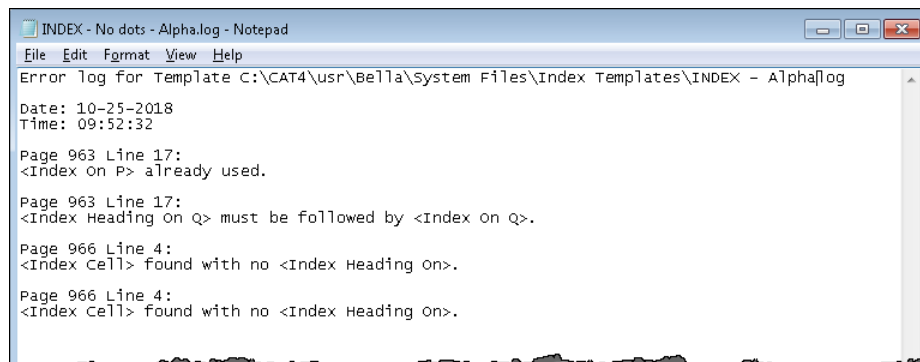 INDEX - No dots - Alpha.log - Notepad
File Edit Format View Help
Error log for Template C:\CAT4\usr\Bella\System Files\Index Templates\INDEX - Alpha log
Date: 10-25-2018
Time: 09:52:32
Page 963 Line 17:
<Index On P> already used.
Page 963 Line 17:
<Index Heading On Q> must be followed by <Index On Q>.
Page 966 Line 4:
<Index Cell> found with no <Index Heading On>.
Page 966 Line 4:
<Index Cell> found with no <Index Heading On>.